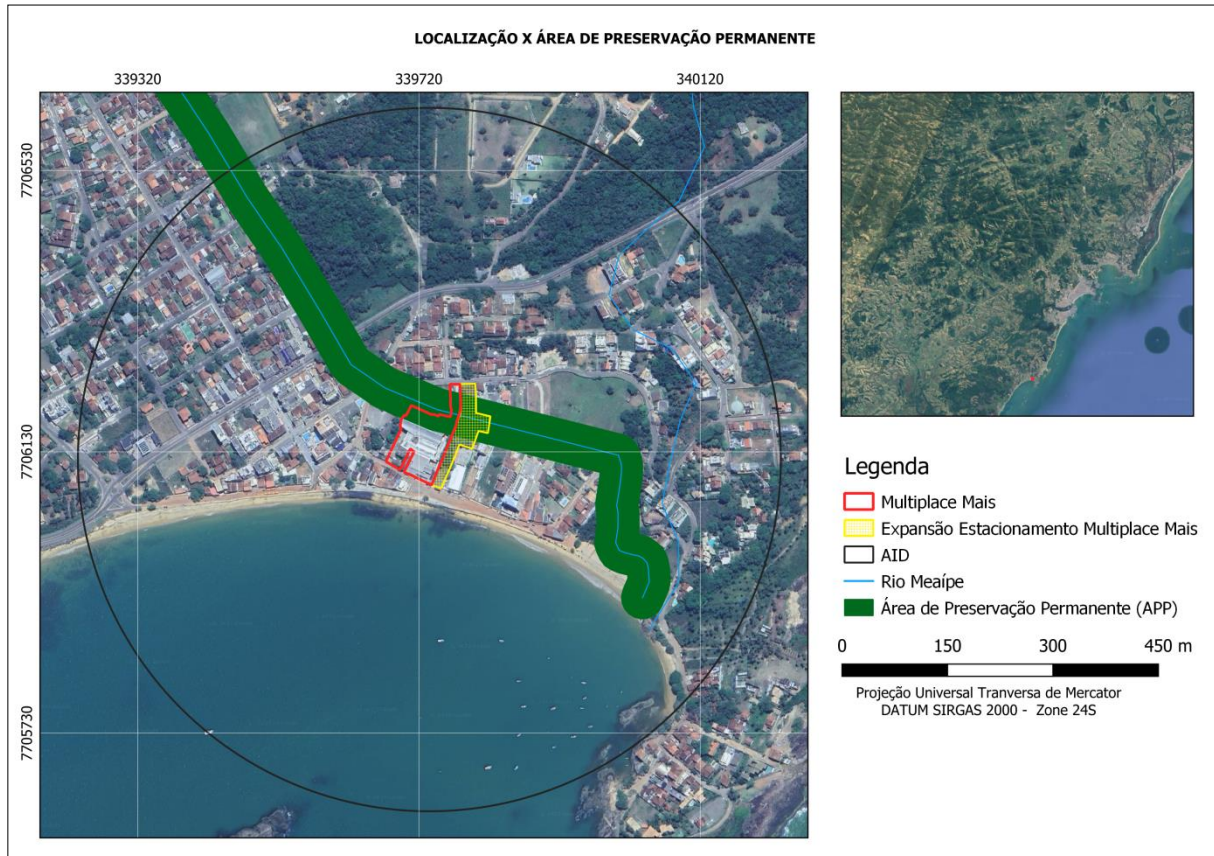 LOCALIZAÇÃO X ÁREA DE PRESERVAÇÃO PERMANENTE
339320
339720
340120
7706530
7706130
7705730
Legenda
Multiplace Mais
Expansão Estacionamento Multiplace Mais
AID
Rio Meaípe
Área de Preservação Permanente (APP)
0 150 300 450 m
Projeção Universal Tranversa de Mercator
DATUM SIRGAS 2000 - Zone 24S